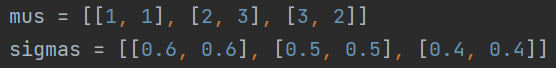 mus = [[1, 1], [2, 3], [3, 2]]
sigmas = [[0.6, 0.6], [0.5, 0.5], [0.4, 0.4]]